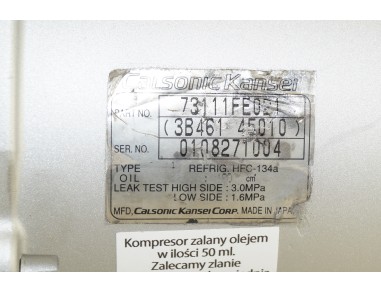 Calsonic Kansei
PART NO. 73111FE0
(3B461 45010)
SER. NO. 0108271004
TYPE REFRIG. HFC-134a
OIL cm
LEAK TEST HIGH SIDE : 3.0MPa
LOW SIDE : 1.6MPa
MFD, CALSONIC KANSEI CORP. MADE IN JAPAN
Kompresor zalany olejem
w ilości 50 ml.
Zalecamy zlanie